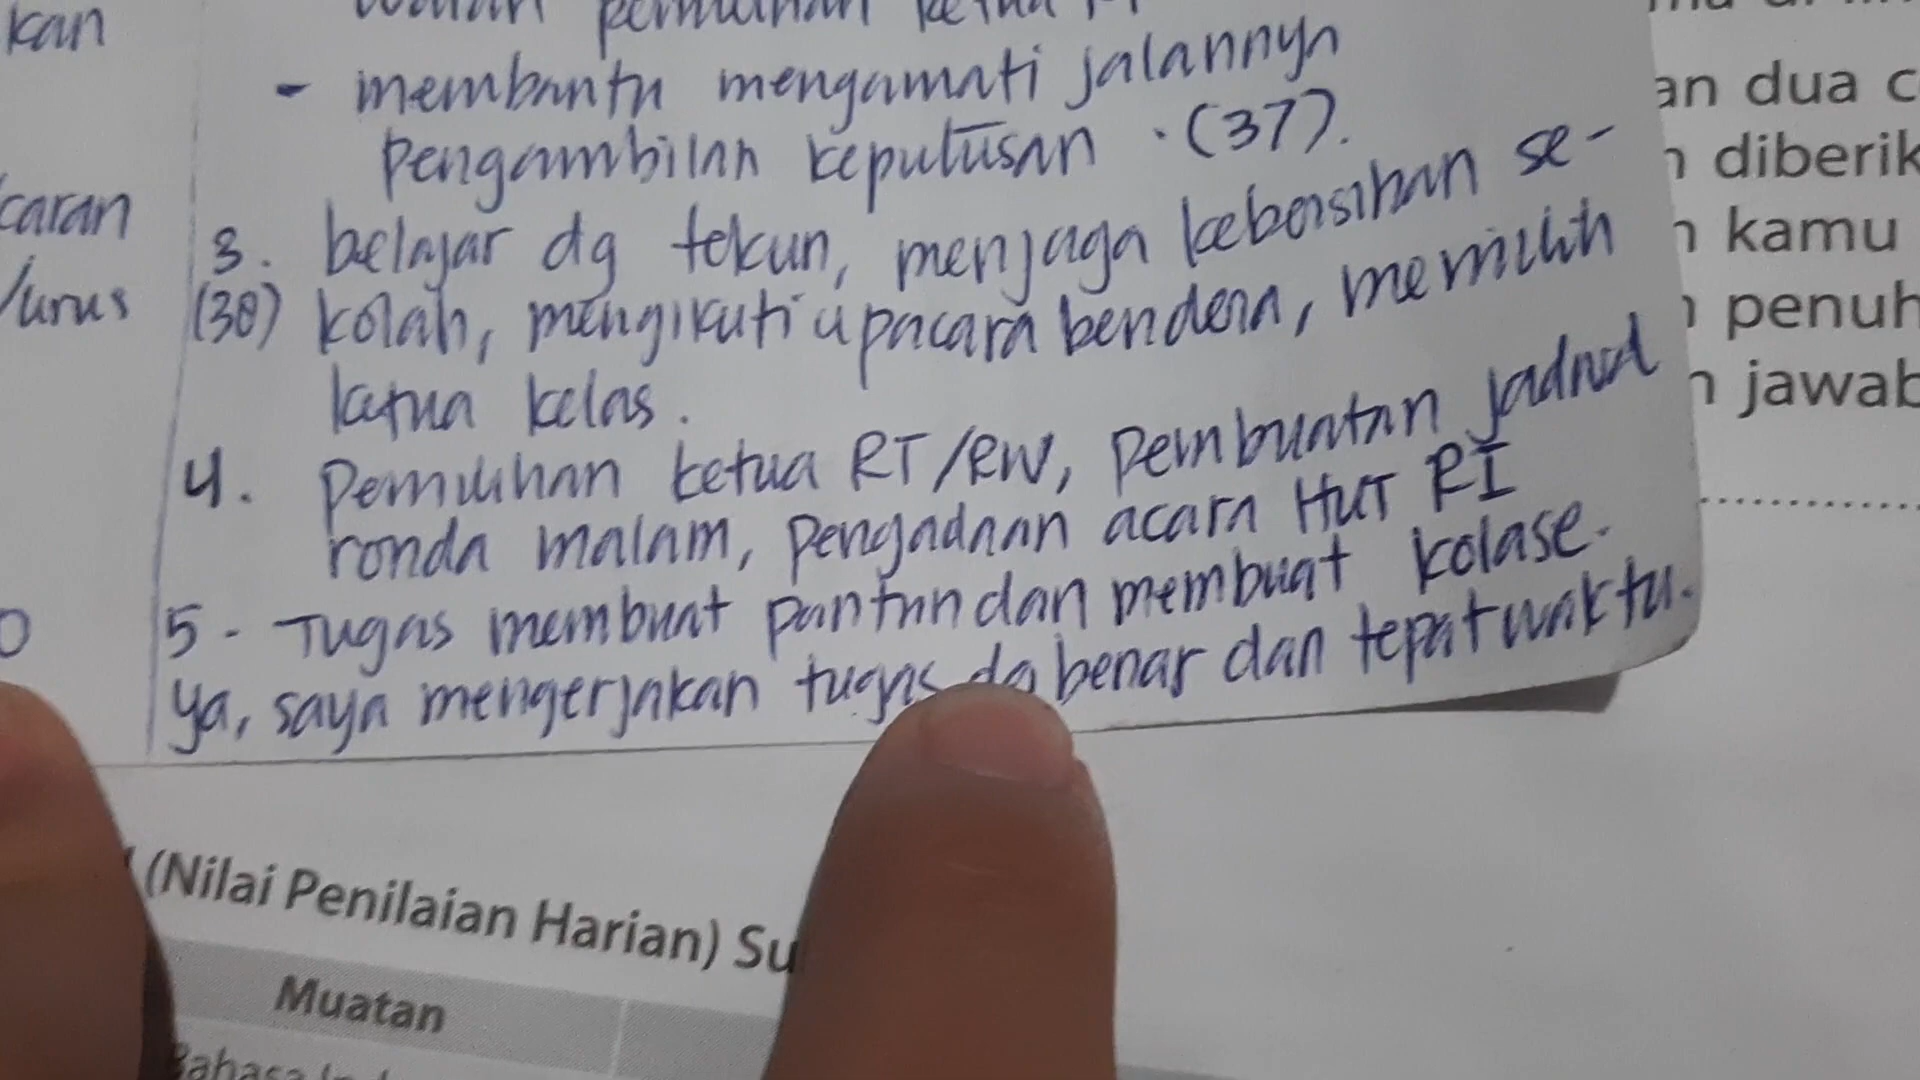 kan
- membantu mengamati jalannya
pengambilan keputusan . (37).
caran
3. belajar dg tekun, menjaga kebersihan se-
/urus
(38) kolah, mengikuti upacara bendera, memilih
ketua kelas.
4. Pemilihan ketua RT/RW, Pembuatan jadwal
ronda malam, pengadaan acara HUT RI
5 - Tugas membuat pantun dan membuat kolase.
ya, saya mengerjakan tugas dg benar dan tepat waktu.
an dua c
n diberik
n kamu
n penuh
n jawab
(Nilai Penilaian Harian) Su
Muatan
Bahasa